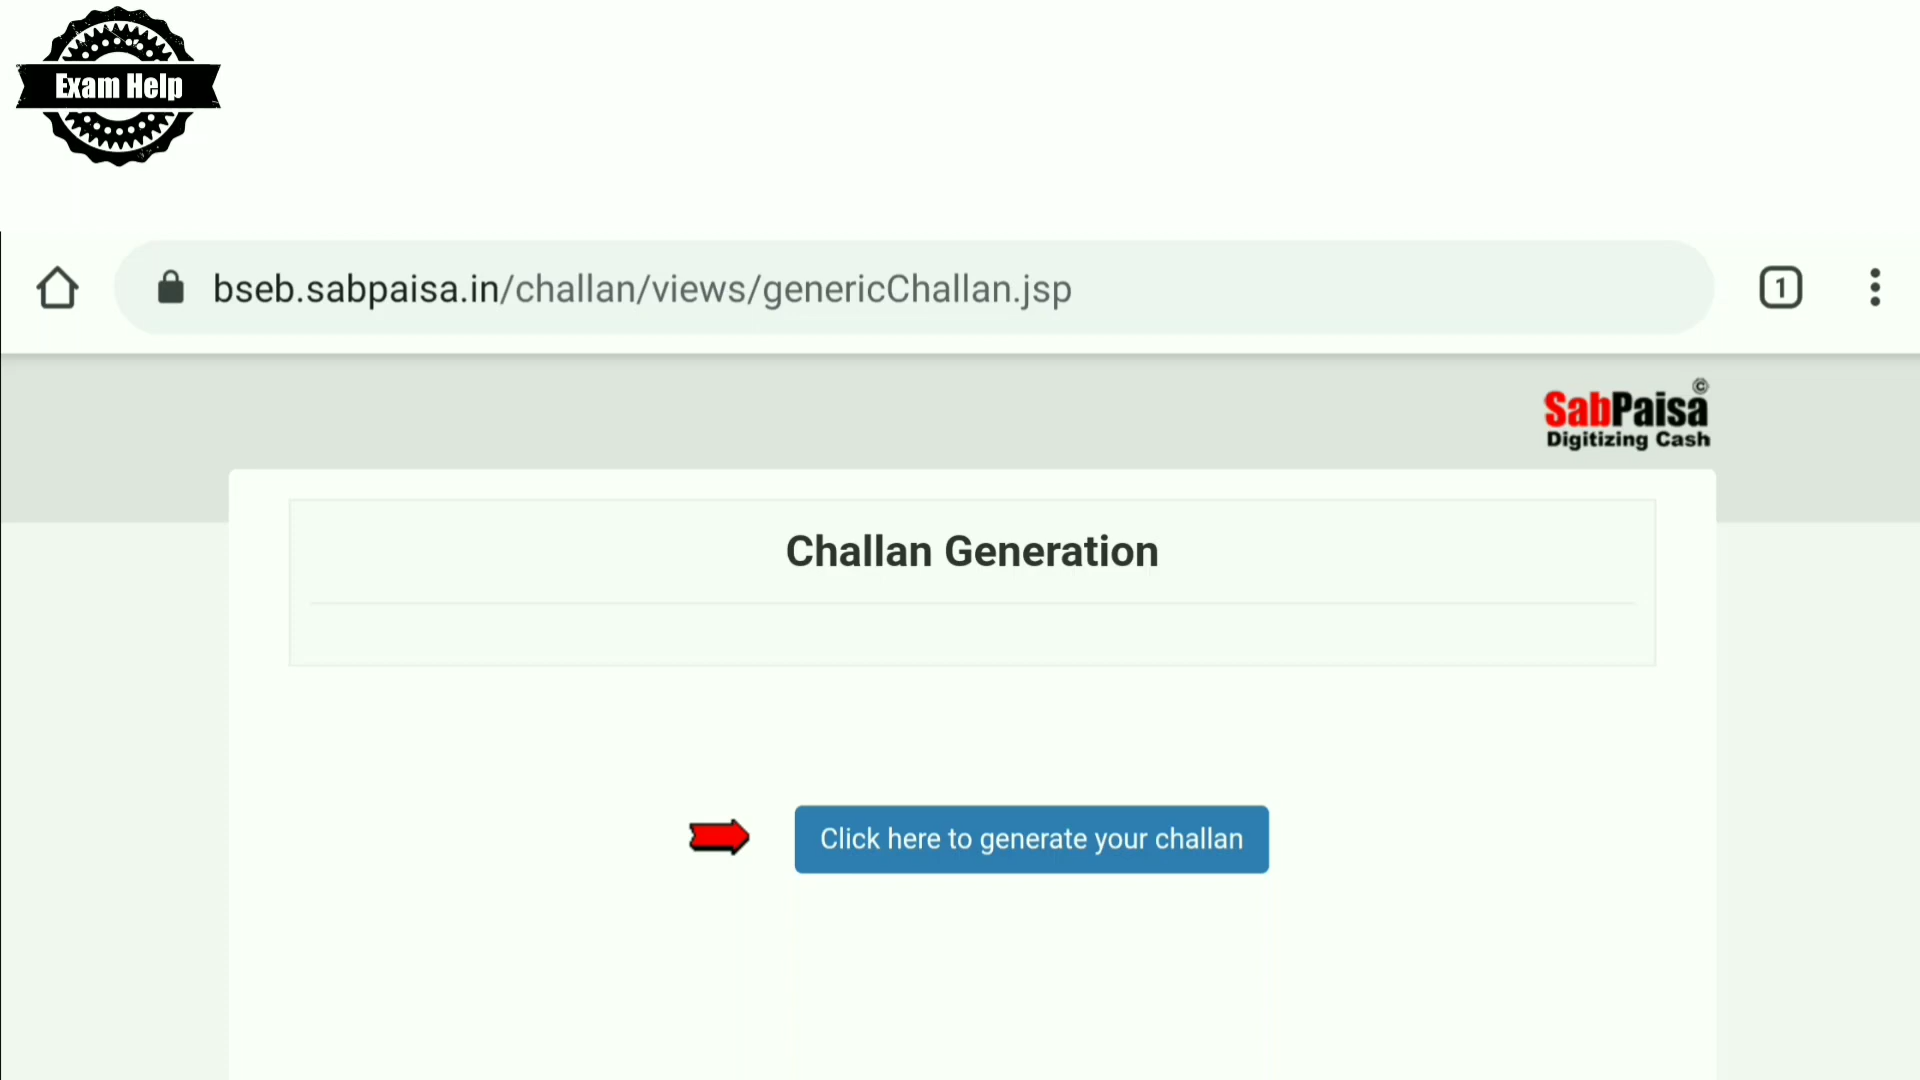 Exam Help
bseb.sabpaisa.in/challan/views/genericChallan.jsp
1
SabPaisa©
Digitizing Cash
Challan Generation
Click here to generate your challan